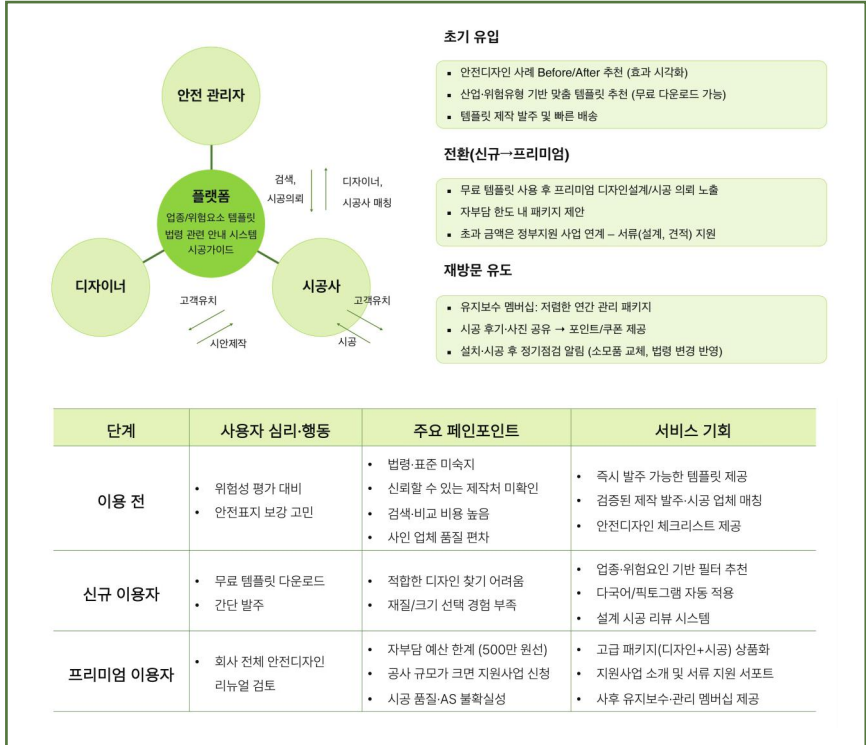 안전 관리자
플랫폼
업종/위험요소 템플릿
법령 관련 안내 시스템
시공가이드
검색,
시공의뢰
디자이너,
시공사 매칭
디자이너
시공사
고객유치
시안제작
고객유치
시공
초기 유입
▪ 안전디자인 사례 Before/After 추천 (효과 시각화)
▪ 산업·위험유형 기반 맞춤 템플릿 추천 (무료 다운로드 가능)
▪ 템플릿 제작 발주 및 빠른 배송
전환(신규→프리미엄)
▪ 무료 템플릿 사용 후 프리미엄 디자인설계/시공 의뢰 노출
▪ 자부담 한도 내 패키지 제안
▪ 초과 금액은 정부지원 사업 연계 – 서류(설계, 견적) 지원
재방문 유도
▪ 유지보수 멤버십: 저렴한 연간 관리 패키지
▪ 시공 후기·사진 공유 → 포인트/쿠폰 제공
▪ 설치·시공 후 정기점검 알림 (소모품 교체, 법령 변경 반영)
단계
사용자 심리·행동
주요 페인포인트
서비스 기회
이용 전
• 위험성 평가 대비
• 안전표지 보강 고민
• 법령·표준 미숙지
• 신뢰할 수 있는 제작처 미확인
• 검색·비교 비용 높음
• 사인 업체 품질 편차
• 즉시 발주 가능한 템플릿 제공
• 검증된 제작 발주·시공 업체 매칭
• 안전디자인 체크리스트 제공
신규 이용자
• 무료 템플릿 다운로드
• 간단 발주
• 적합한 디자인 찾기 어려움
• 재질/크기 선택 경험 부족
• 업종·위험요인 기반 필터 추천
• 다국어/픽토그램 자동 적용
• 설계 시공 리뷰 시스템
프리미엄 이용자
• 회사 전체 안전디자인
리뉴얼 검토
• 자부담 예산 한계 (500만 원선)
• 공사 규모가 크면 지원사업 신청
• 시공 품질·AS 불확실성
• 고급 패키지(디자인+시공) 상품화
• 지원사업 소개 및 서류 지원 서포트
• 사후 유지보수·관리 멤버십 제공